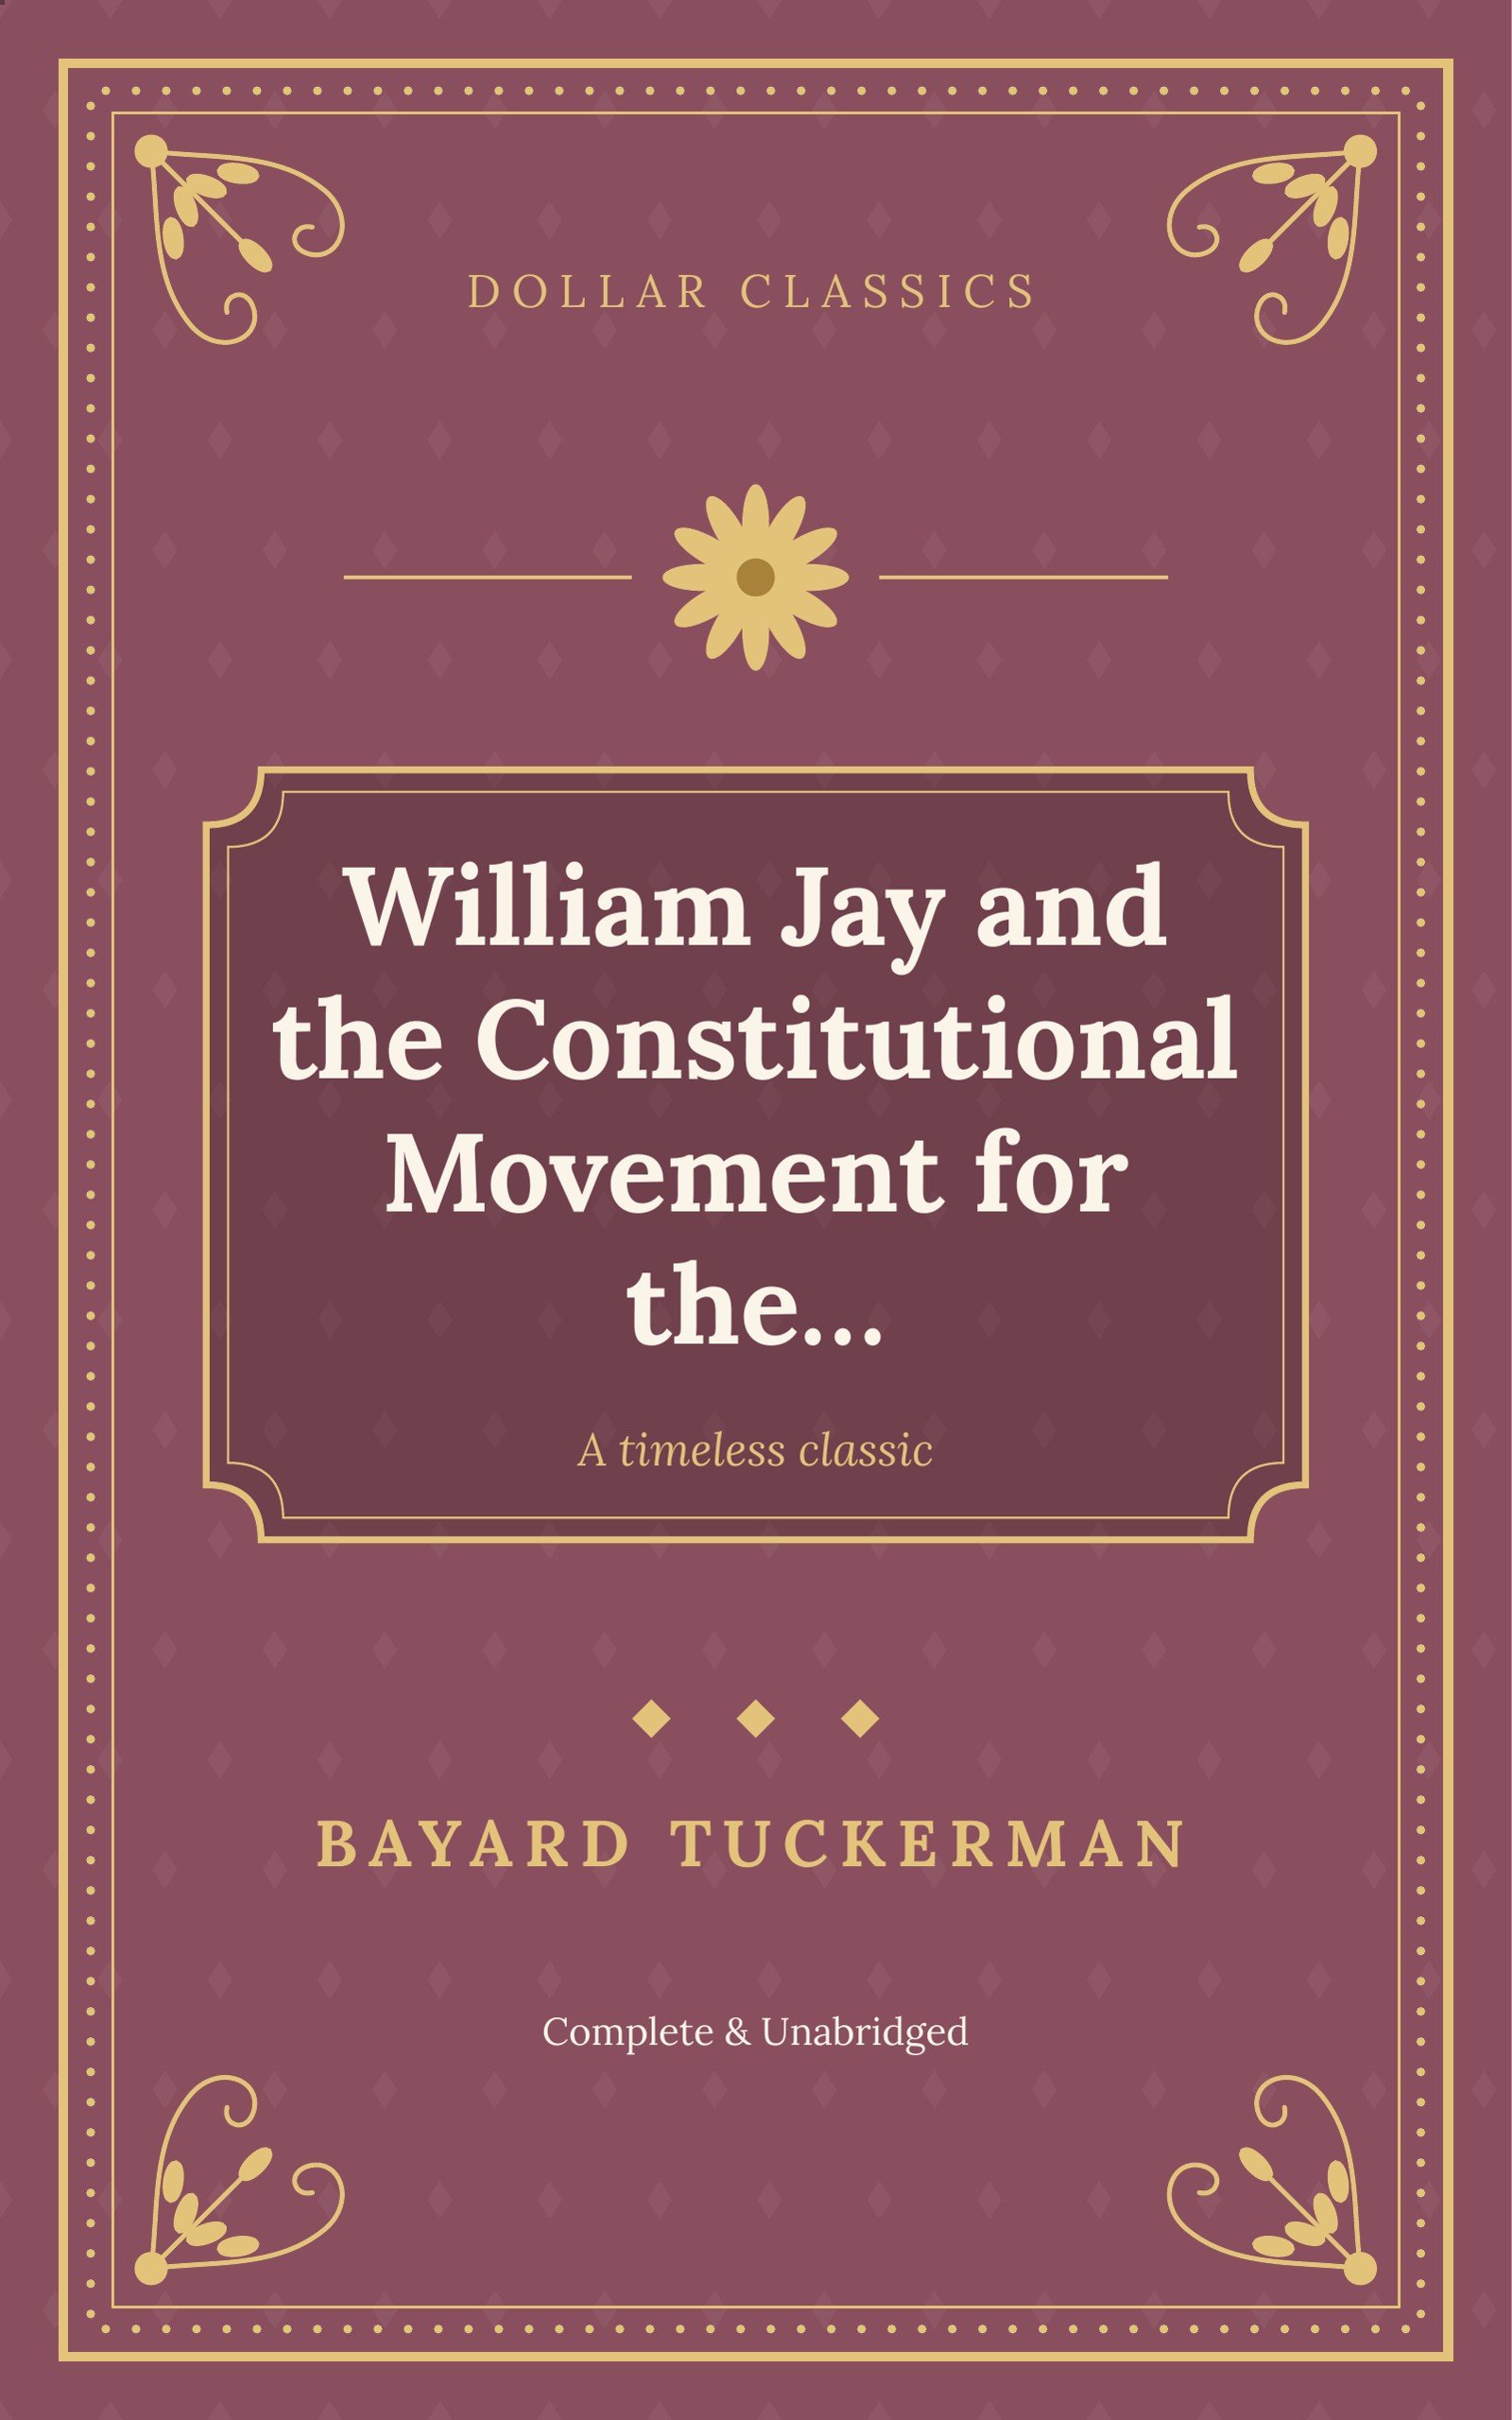 DOLLAR CLASSICS
William Jay and
the Constitutional
Movement for
the...
A timeless classic
BAYARD TUCKERMAN
Complete & Unabridged